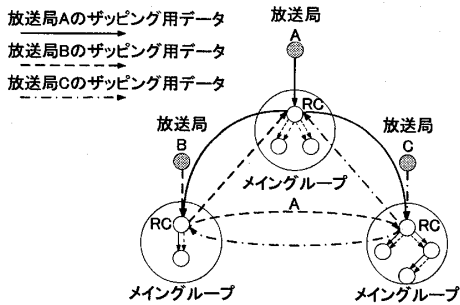 放送局Aのザッピング用データ
放送局Bのザッピング用データ
放送局Cのザッピング用データ
放送局
A
RC
メイングループ
放送局
B
RC
メイングループ
A
放送局
C
RC
メイングループ